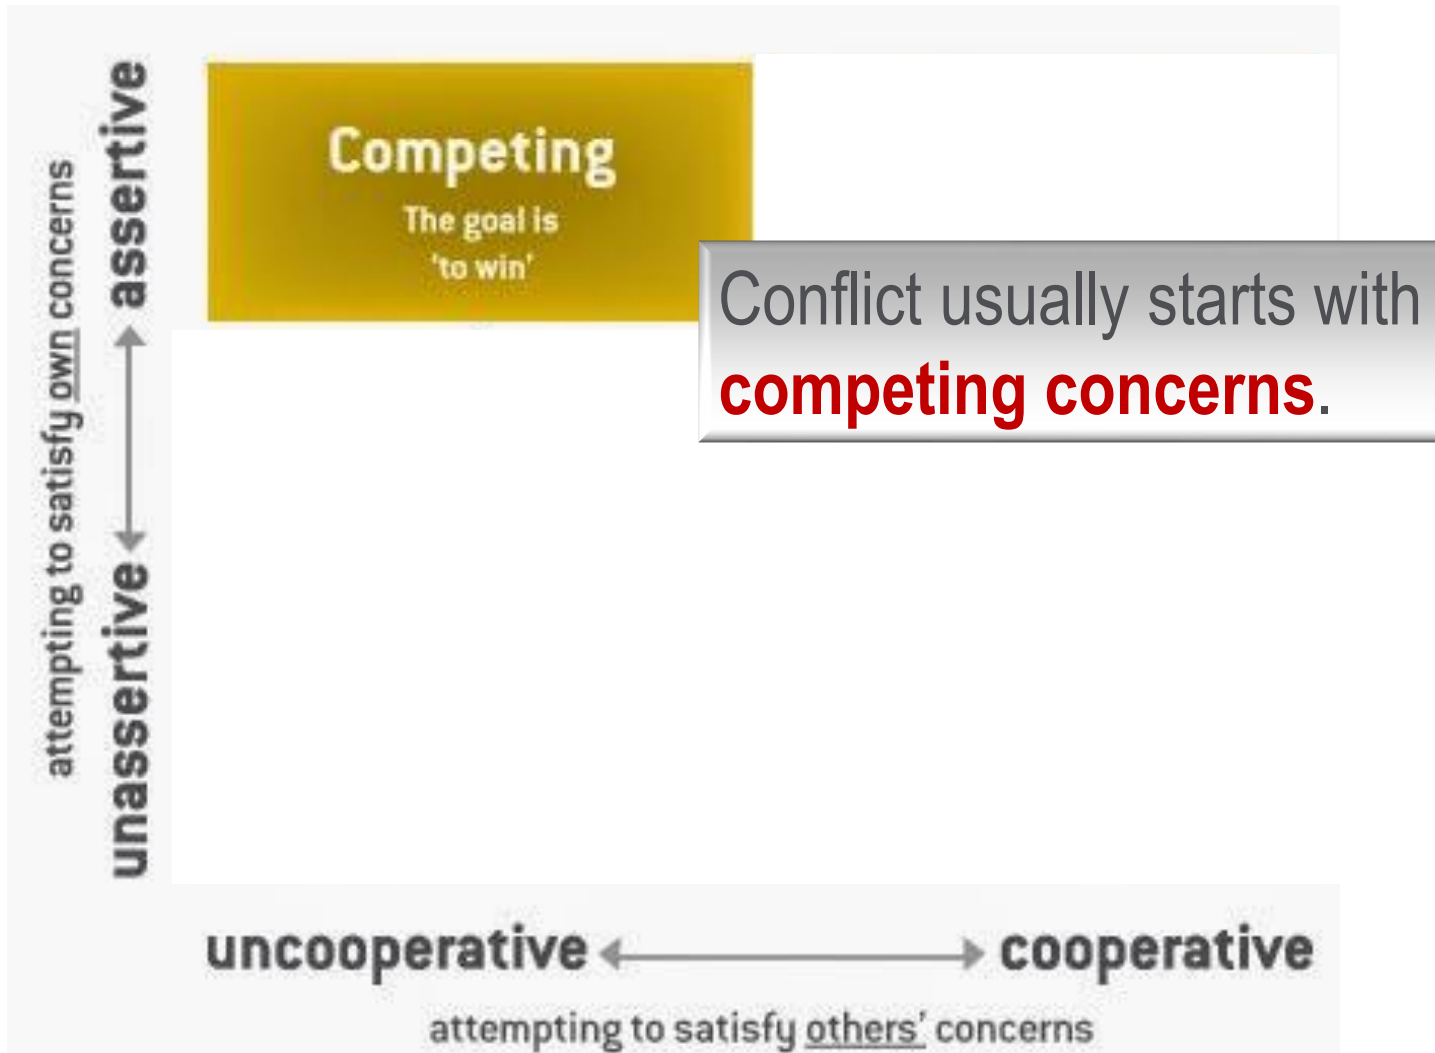 Competing
The goal is
'to win'
Conflict usually starts with
competing concerns.
attempting to satisfy own concerns
unassertive assertive
uncooperative cooperative
attempting to satisfy others' concerns